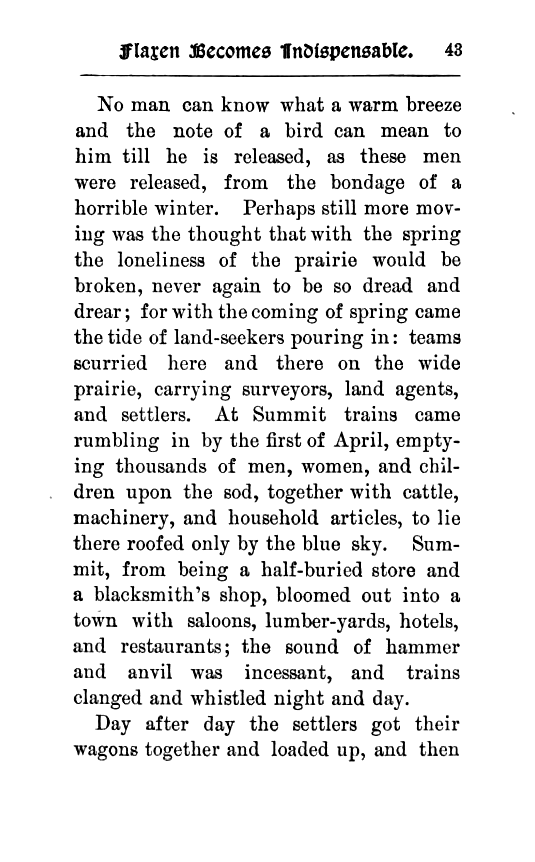 Flaxen Becomes Indispensable. 43
No man can know what a warm breeze
and the note of a bird can mean to
him till he is released, as these men
were released, from the bondage of a
horrible winter. Perhaps still more mov-
ing was the thought that with the spring
the loneliness of the prairie would be
broken, never again to be so dread and
drear; for with the coming of spring came
the tide of land-seekers pouring in: teams
scurried here and there on the wide
prairie, carrying surveyors, land agents,
and settlers. At Summit trains came
rumbling in by the first of April, empty-
ing thousands of men, women, and chil-
dren upon the sod, together with cattle,
machinery, and household articles, to lie
there roofed only by the blue sky. Sum-
mit, from being a half-buried store and
a blacksmith's shop, bloomed out into a
town with saloons, lumber-yards, hotels,
and restaurants; the sound of hammer
and anvil was incessant, and trains
clanged and whistled night and day.
Day after day the settlers got their
wagons together and loaded up, and then